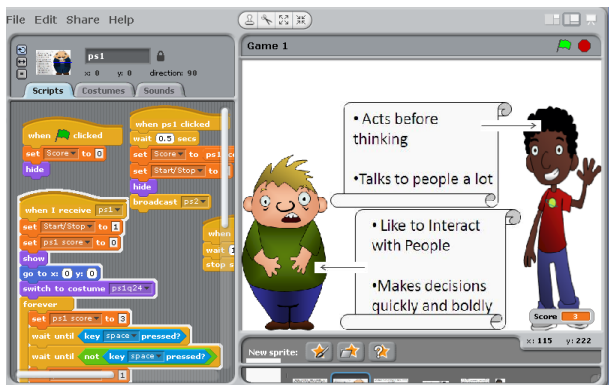 File Edit Share Help
ps1
x: 0 y: 0 direction: 90
Scripts Costumes Sounds
when clicked
set Score to 0
hide
when I receive ps1
set Start/Stop to 1
set ps1 score to 0
show
go to x: 0 y: 0
switch to costume ps1q24
forever
set ps1 score to 3
wait until key space pressed?
wait until not key space pressed?
1
when ps1 clicked
wait 0.5 secs
set Score to
set Start/Stop to
hide
broadcast ps2
when
wait
stop
Game 1
•Acts before
thinking
•Talks to people a lot
• Like to Interact
with People
•Makes decisions
quickly and boldly
Score 3
x: 115 y: 222
New sprite: